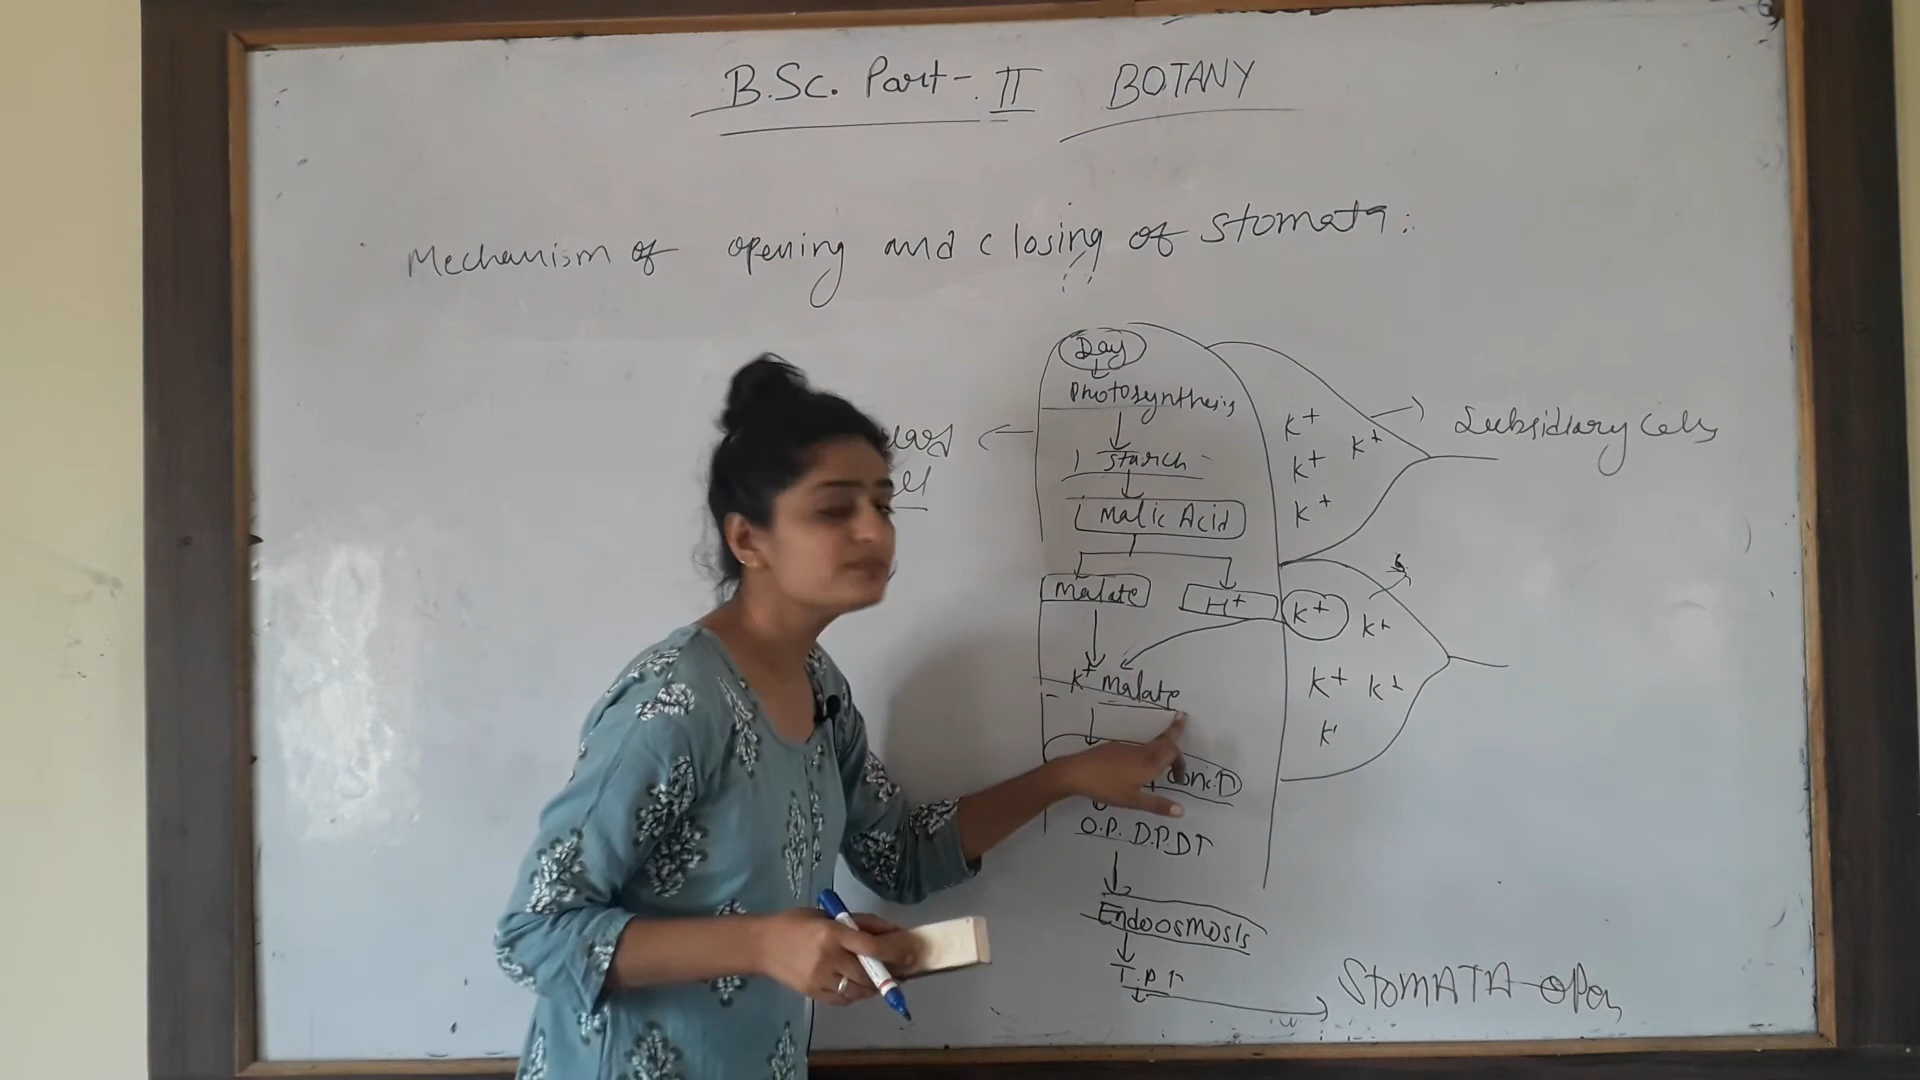 B.Sc. Part-II BOTANY
Mechanism of opening and closing of stomata:
Day
Photosynthesis
Starch
Malic Acid
Malate H+
K+ malate
Conc.↑
O.P. D.P.D↑
Endoosmosis
T.P↑
STOMATA open
K+
K+ K+
K+
Subsidiary Cells
K+ K+
K+ K+
K+